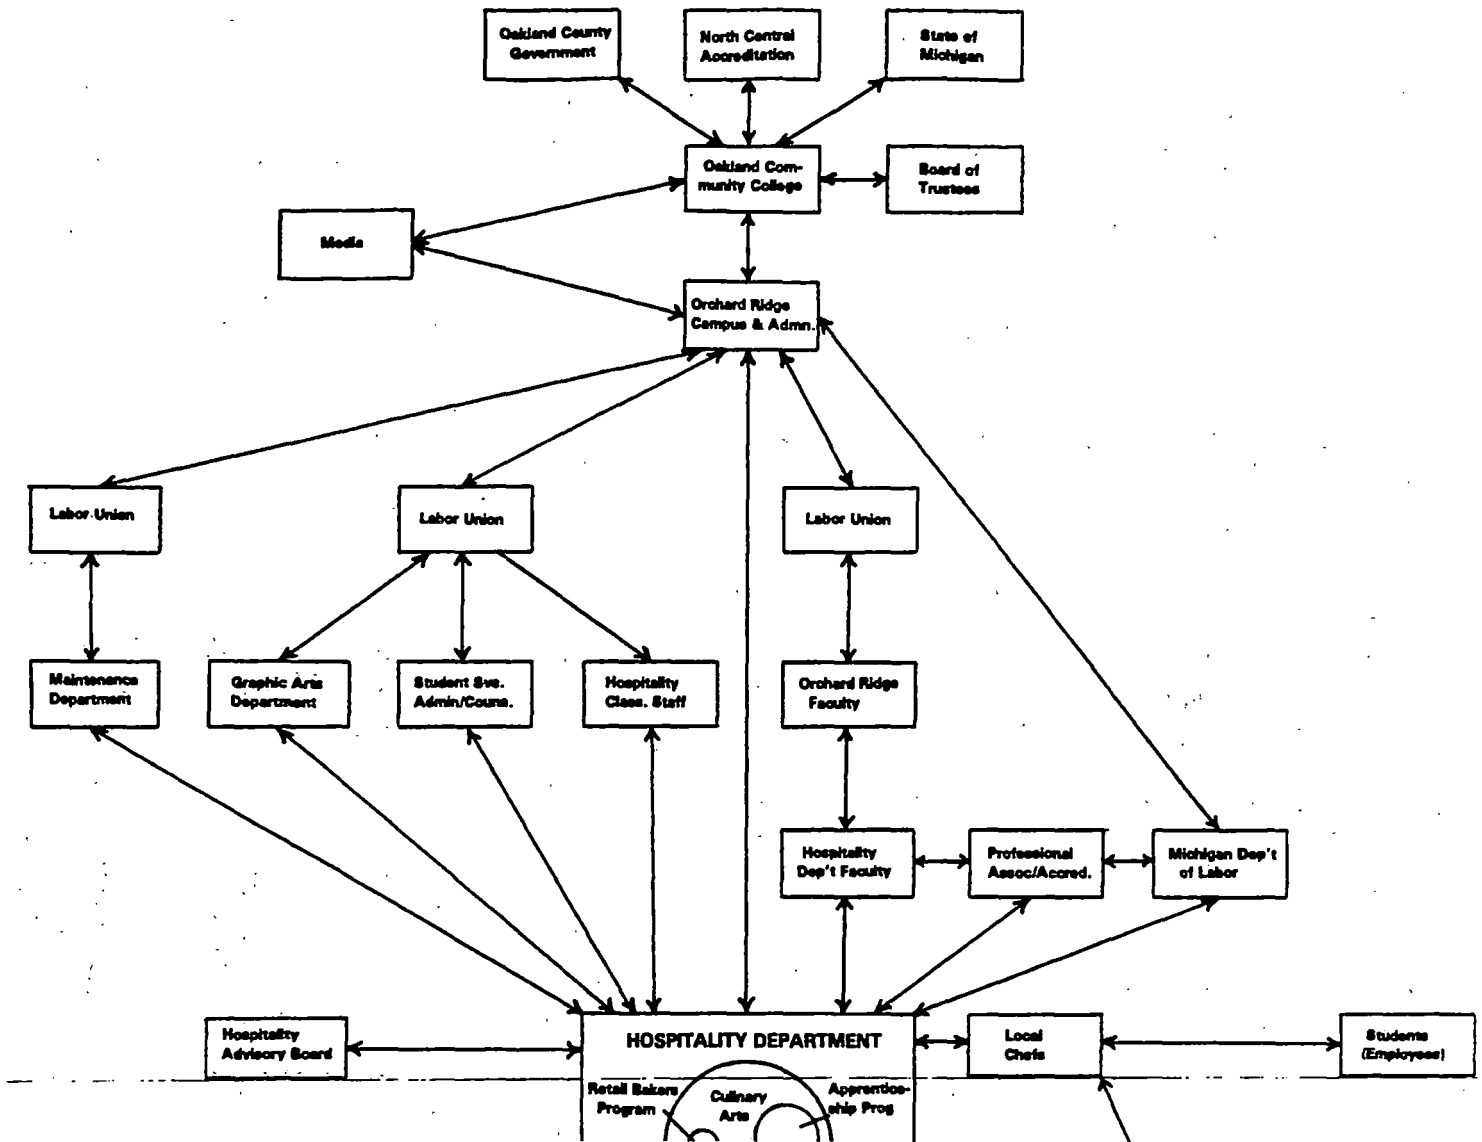 Oakland County
Government
North Central
Accreditation
State of
Michigan
Oakland Com-
munity College
Board of
Trustees
Media
Orchard Ridge
Campus & Admn.
Labor Union
Labor Union
Labor Union
Maintenance
Department
Graphic Arts
Department
Student Svs.
Admin/Couns.
Hospitality
Class. Staff
Orchard Ridge
Faculty
Hospitality
Dep't Faculty
Professional
Assoc/Accred.
Michigan Dep't
of Labor
Hospitality
Advisory Board
HOSPITALITY DEPARTMENT
Local
Chefs
Students
(Employees)
Retail Bakers
Program
Culinary
Arts
Apprentice-
ship Prog